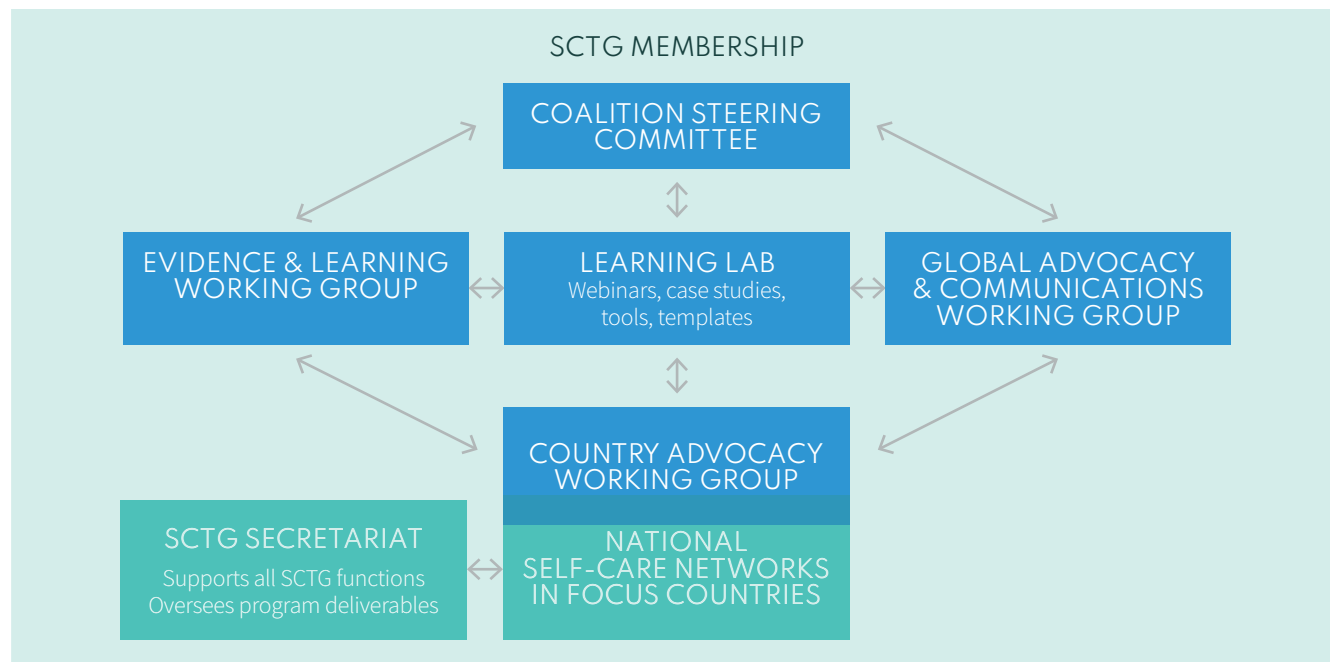 SCTG MEMBERSHIP
COALITION STEERING
COMMITTEE
EVIDENCE & LEARNING
WORKING GROUP
LEARNING LAB
Webinars, case studies,
tools, templates
GLOBAL ADVOCACY
& COMMUNICATIONS
WORKING GROUP
COUNTRY ADVOCACY
WORKING GROUP
SCTG SECRETARIAT
Supports all SCTG functions
Oversees program deliverables
NATIONAL
SELF-CARE NETWORKS
IN FOCUS COUNTRIES